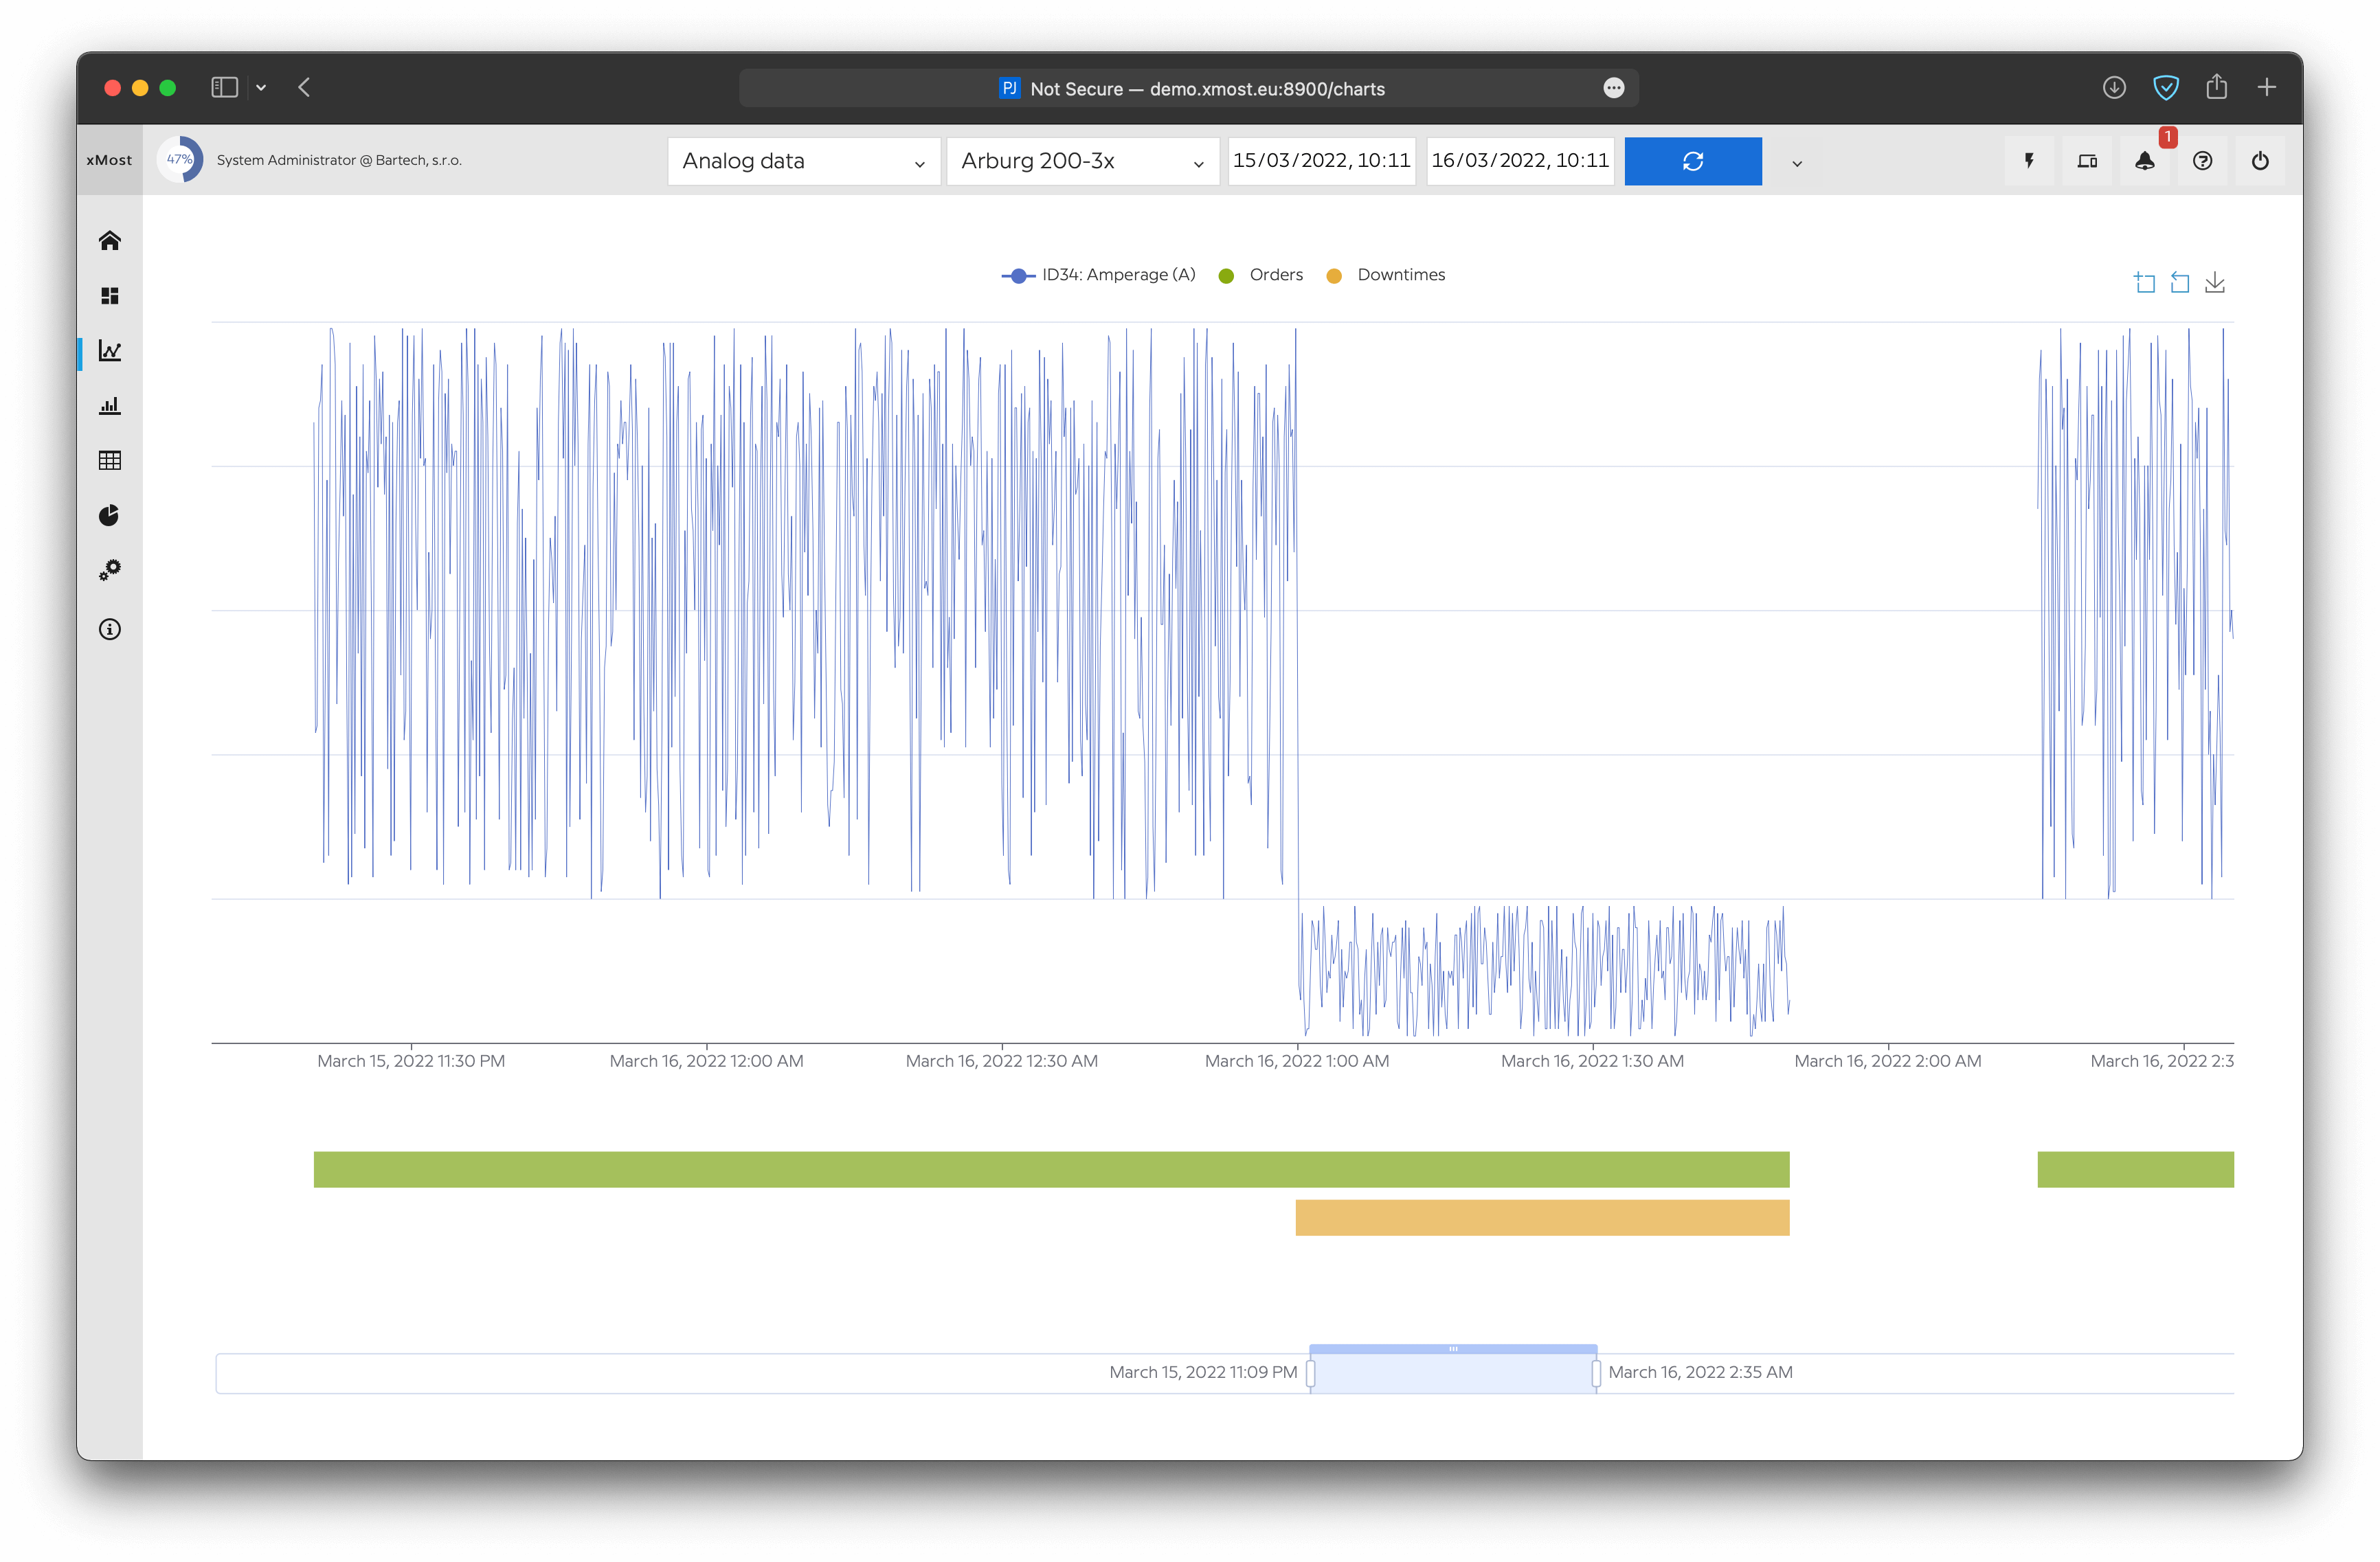 PJ Not Secure — demo.xmost.eu:8900/charts
xMost 47% System Administrator @ Bartech, s.r.o. Analog data Arburg 200-3x 15/03/2022, 10:11 16/03/2022, 10:11 1
ID34: Amperage (A) Orders Downtimes
March 15, 2022 11:30 PM March 16, 2022 12:00 AM March 16, 2022 12:30 AM March 16, 2022 1:00 AM March 16, 2022 1:30 AM March 16, 2022 2:00 AM March 16, 2022 2:3
March 15, 2022 11:09 PM March 16, 2022 2:35 AM